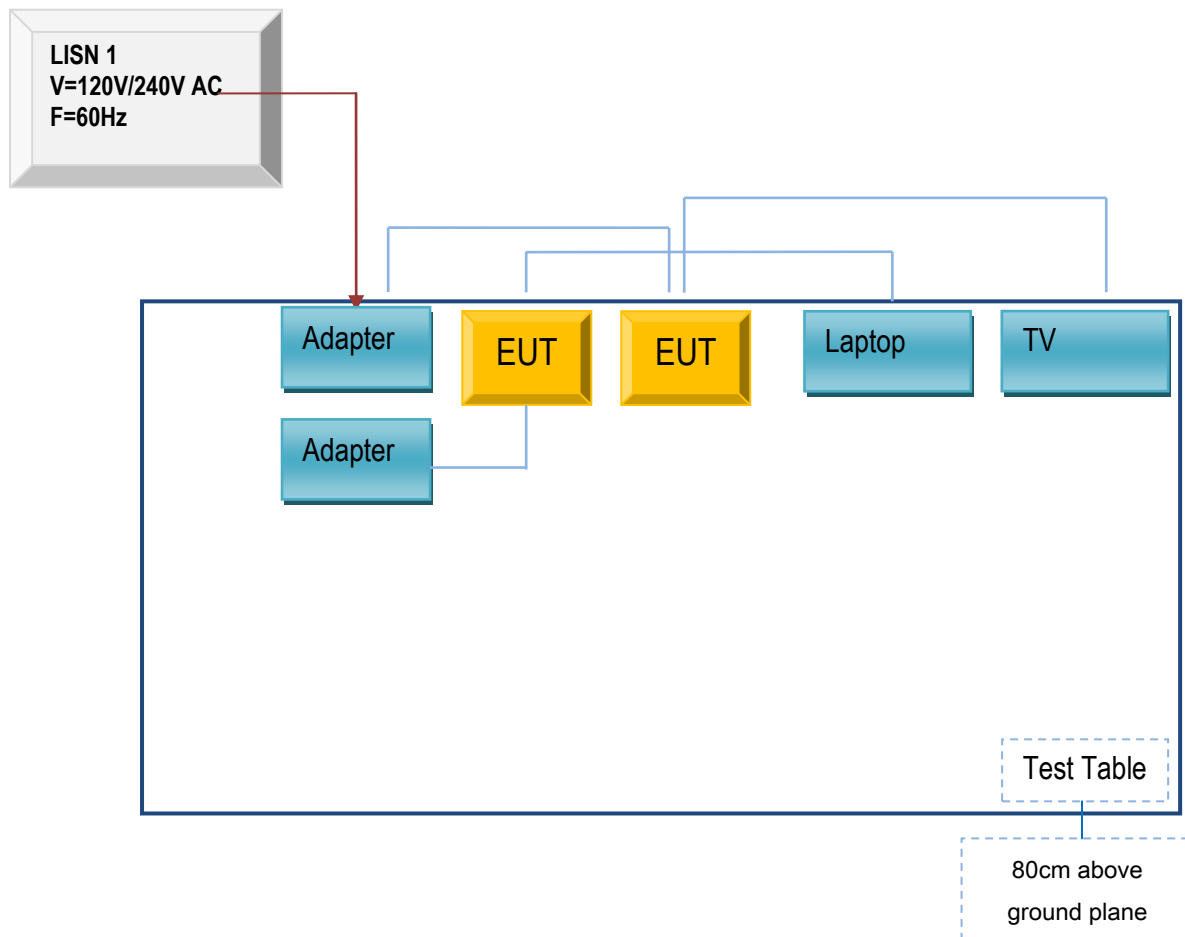 LISN 1
V=120V/240V AC
F=60Hz
Adapter
EUT
EUT
Laptop
TV
Adapter
Test Table
80cm above
ground plane